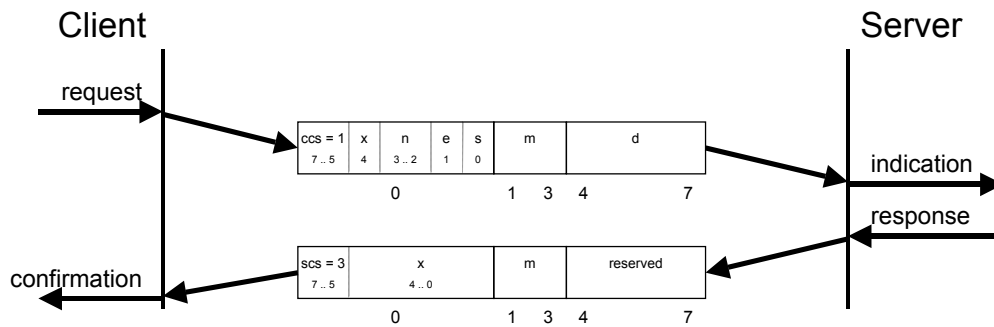 Client Server
request
ccs = 1 x n e s m d
7 .. 5 4 3 .. 2 1 0
indication
0 1 3 4 7
response
scs = 3 x m reserved
confirmation
7 .. 5 4 .. 0
0 1 3 4 7